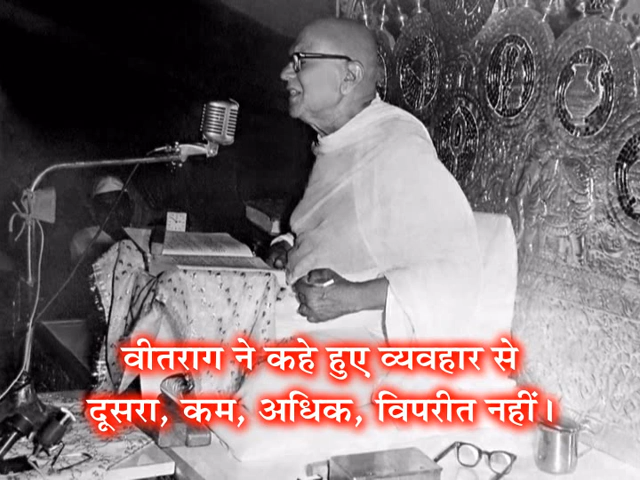 वीतराग ने कहे हुए व्यवहार से
दूसरा, कम, अधिक, विपरीत नहीं।